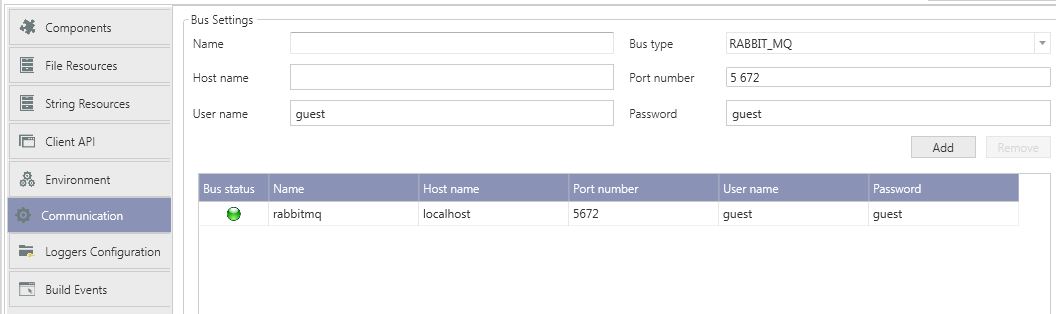 Components
File Resources
String Resources
Client API
Environment
Communication
Loggers Configuration
Build Events
Bus Settings
Name
Bus type RABBIT_MQ
Host name
Port number 5 672
User name guest
Password guest
Add Remove
Bus status Name Host name Port number User name Password
rabbitmq localhost 5672 guest guest